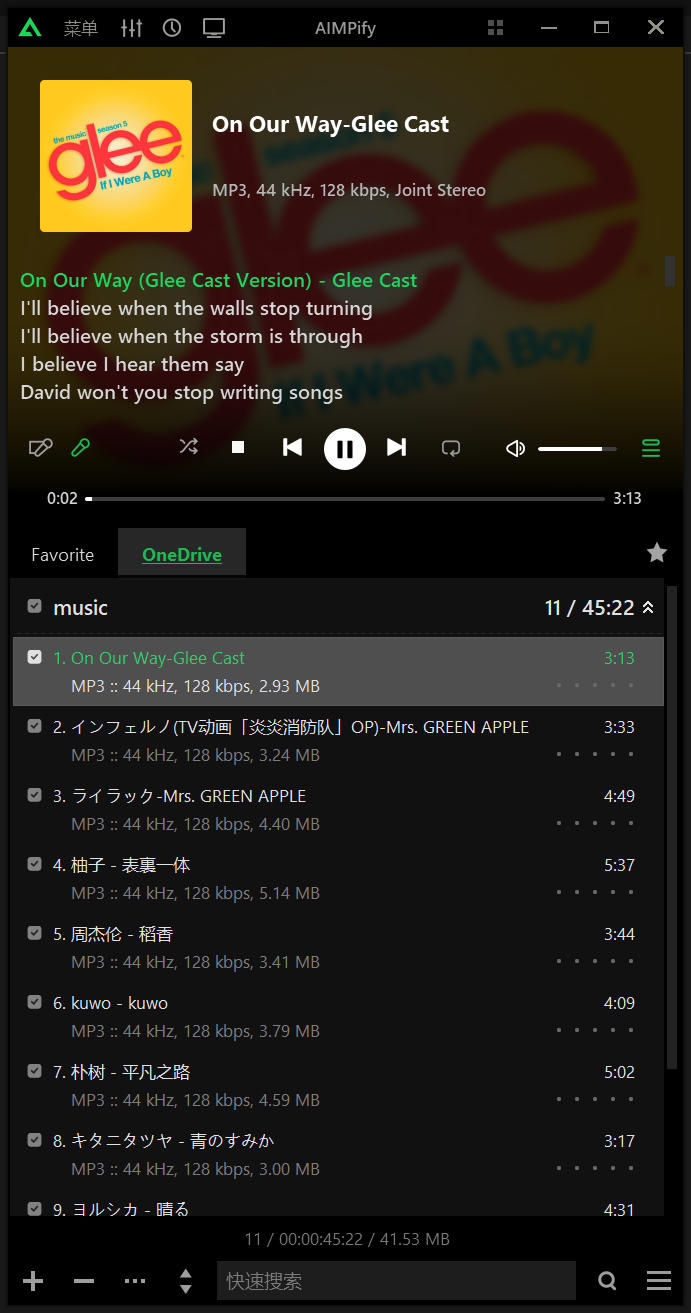 菜单
AIMPify
the music season 5
glee
If I Were A Boy
On Our Way-Glee Cast
MP3, 44 kHz, 128 kbps, Joint Stereo
On Our Way (Glee Cast Version) - Glee Cast
I'll believe when the walls stop turning
I'll believe when the storm is through
I believe I hear them say
David won't you stop writing songs
0:02 3:13
Favorite OneDrive
music 11 / 45:22
1. On Our Way-Glee Cast 3:13
MP3 :: 44 kHz, 128 kbps, 2.93 MB
2. インフェルノ(TV动画「炎炎消防队」OP)-Mrs. GREEN APPLE 3:33
MP3 :: 44 kHz, 128 kbps, 3.24 MB
3. ライラック-Mrs. GREEN APPLE 4:49
MP3 :: 44 kHz, 128 kbps, 4.40 MB
4. 柚子 - 表裏一体 5:37
MP3 :: 44 kHz, 128 kbps, 5.14 MB
5. 周杰伦 - 稻香 3:44
MP3 :: 44 kHz, 128 kbps, 3.41 MB
6. kuwo - kuwo 4:09
MP3 :: 44 kHz, 128 kbps, 3.79 MB
7. 朴树 - 平凡之路 5:02
MP3 :: 44 kHz, 128 kbps, 4.59 MB
8. キタニタツヤ - 青のすみか 3:17
MP3 :: 44 kHz, 128 kbps, 3.00 MB
9. ヨルシカ - 晴る 4:31
11 / 00:00:45:22 / 41.53 MB
快速搜索